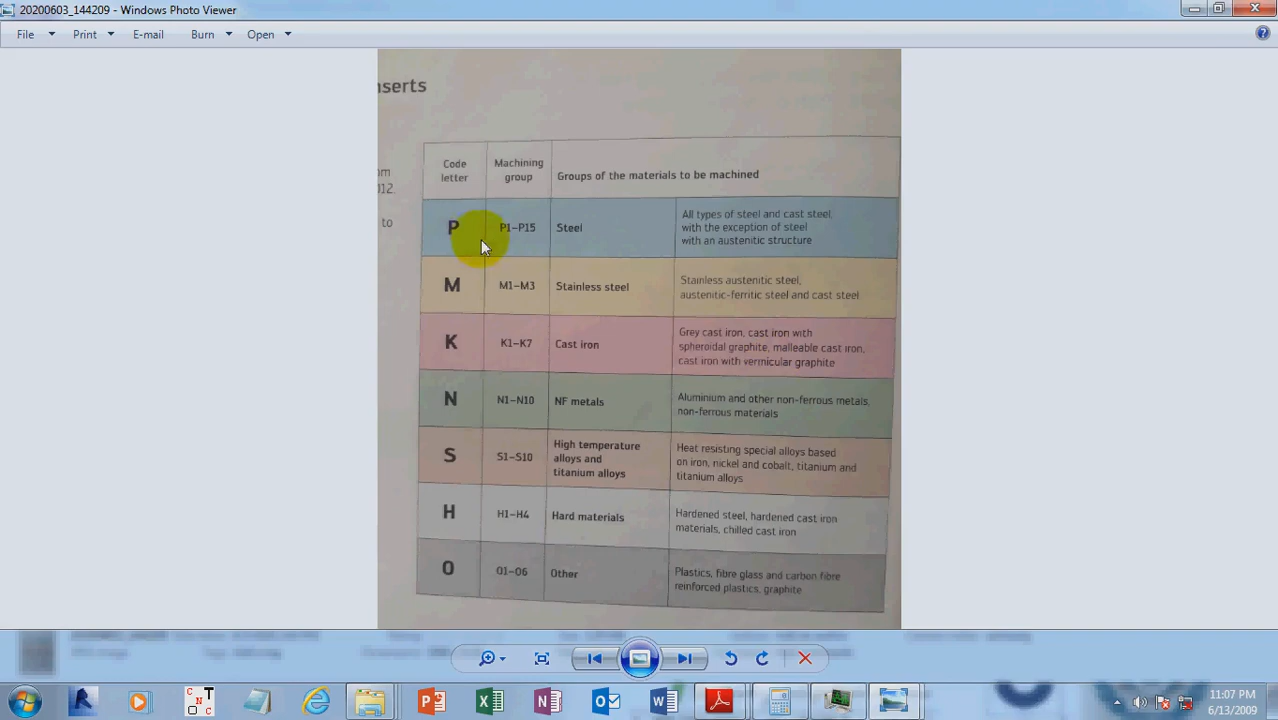 20200603_144209 - Windows Photo Viewer
File Print E-mail Burn Open
nserts
Code letter
Machining group
Groups of the materials to be machined
P P1–P15 Steel
All types of steel and cast steel,
with the exception of steel
with an austenitic structure
M M1–M3 Stainless steel
Stainless austenitic steel,
austenitic-ferritic steel and cast steel
K K1–K7 Cast iron
Grey cast iron, cast iron with
spheroidal graphite, malleable cast iron,
cast iron with vermicular graphite
N N1–N10 NF metals
Aluminium and other non-ferrous metals,
non-ferrous materials
S S1–S10
High temperature
alloys and
titanium alloys
Heat resisting special alloys based
on iron, nickel and cobalt, titanium and
titanium alloys
H H1–H4 Hard materials
Hardened steel, hardened cast iron
materials, chilled cast iron
O O1–O6 Other
Plastics, fibre glass and carbon fibre
reinforced plastics, graphite
om
012.
to
CNCT
11:07 PM
6/13/2009